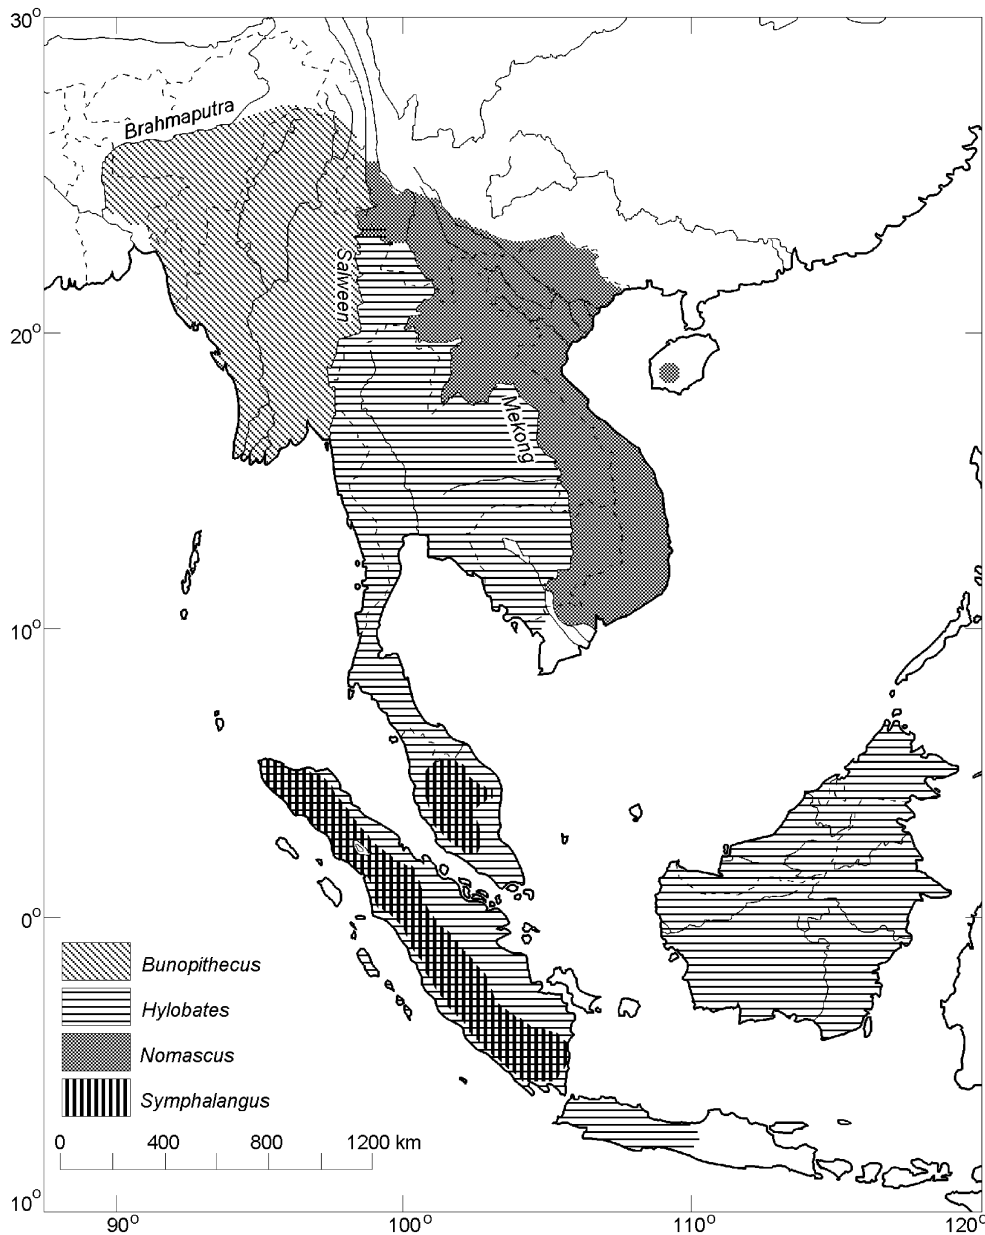 30°
Brahmaputra
Salween
20°
Mekong
10°
0°
Bunopithecus
Hylobates
Nomascus
Symphalangus
0 400 800 1200 km
10°
90° 100° 110° 120°